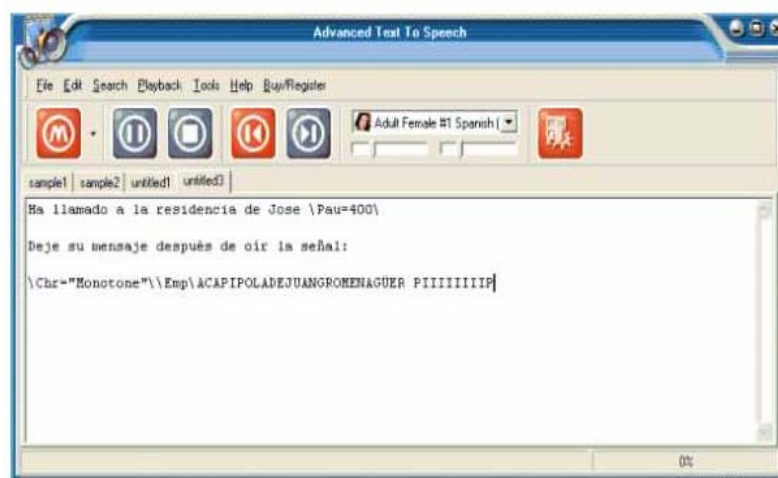 Advanced Text To Speech
File Edit Search Playback Tools Help Buy/Register
Adult Female #1 Spanish (
sample1 sample2 untitled1 untitled3
Ha llamado a la residencia de Jose \Pau=400\
Deje su mensaje después de oír la señal:
\Chr="Monotone"\\Emp\ACAPIPOLADEJUANGROMENAGÜER PIIIIIIIIP
0%